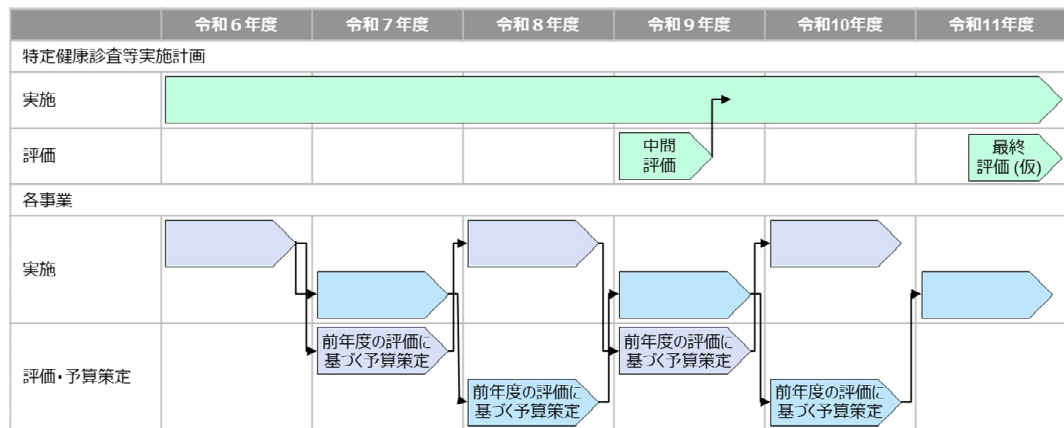 令和6年度 令和7年度 令和8年度 令和9年度 令和10年度 令和11年度
特定健康診査等実施計画
実施
評価
中間
評価
最終
評価(仮)
各事業
実施
評価・予算策定
前年度の評価に
基づく予算策定
前年度の評価に
基づく予算策定
前年度の評価に
基づく予算策定
前年度の評価に
基づく予算策定